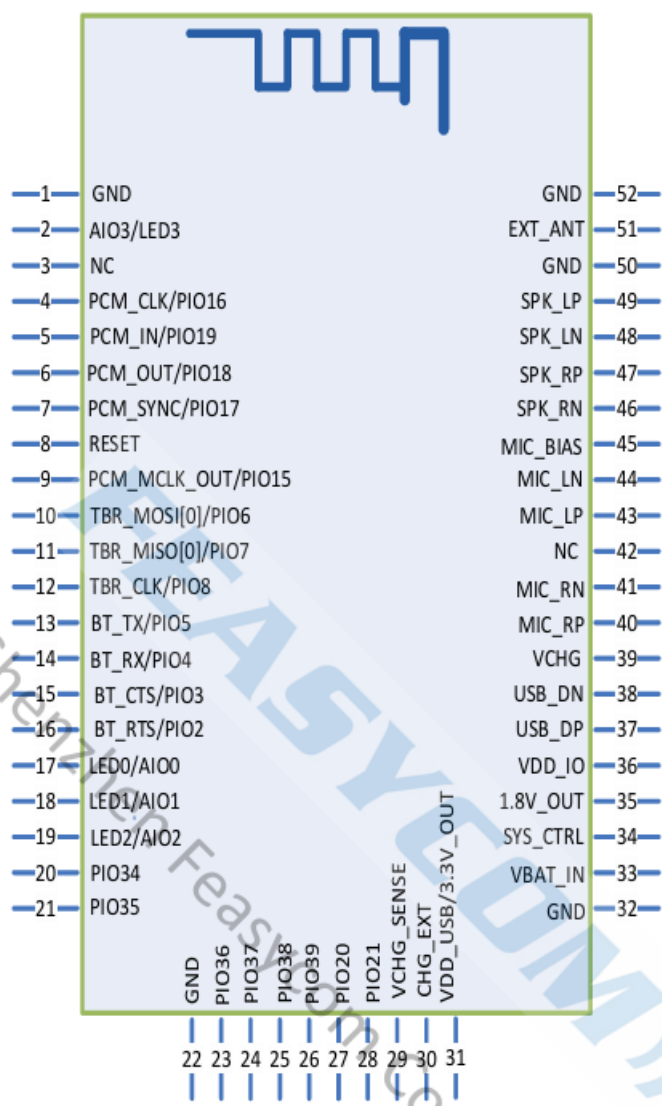 1 GND
2 AIO3/LED3
3 NC
4 PCM_CLK/PIO16
5 PCM_IN/PIO19
6 PCM_OUT/PIO18
7 PCM_SYNC/PIO17
8 RESET
9 PCM_MCLK_OUT/PIO15
10 TBR_MOSI[0]/PIO6
11 TBR_MISO[0]/PIO7
12 TBR_CLK/PIO8
13 BT_TX/PIO5
14 BT_RX/PIO4
15 BT_CTS/PIO3
16 BT_RTS/PIO2
17 LED0/AIO0
18 LED1/AIO1
19 LED2/AIO2
20 PIO34
21 PIO35
GND 22
PIO36 23
PIO37 24
PIO38 25
PIO39 26
PIO20 27
PIO21 28
VCHG_SENSE 29
CHG_EXT 30
VDD_USB/3.3V_OUT 31
GND 52
EXT_ANT 51
GND 50
SPK_LP 49
SPK_LN 48
SPK_RP 47
SPK_RN 46
MIC_BIAS 45
MIC_LN 44
MIC_LP 43
NC 42
MIC_RN 41
MIC_RP 40
VCHG 39
USB_DN 38
USB_DP 37
VDD_IO 36
1.8V_OUT 35
SYS_CTRL 34
VBAT_IN 33
GND 32
FEASYCOM
Shenzhen Feasycom Co